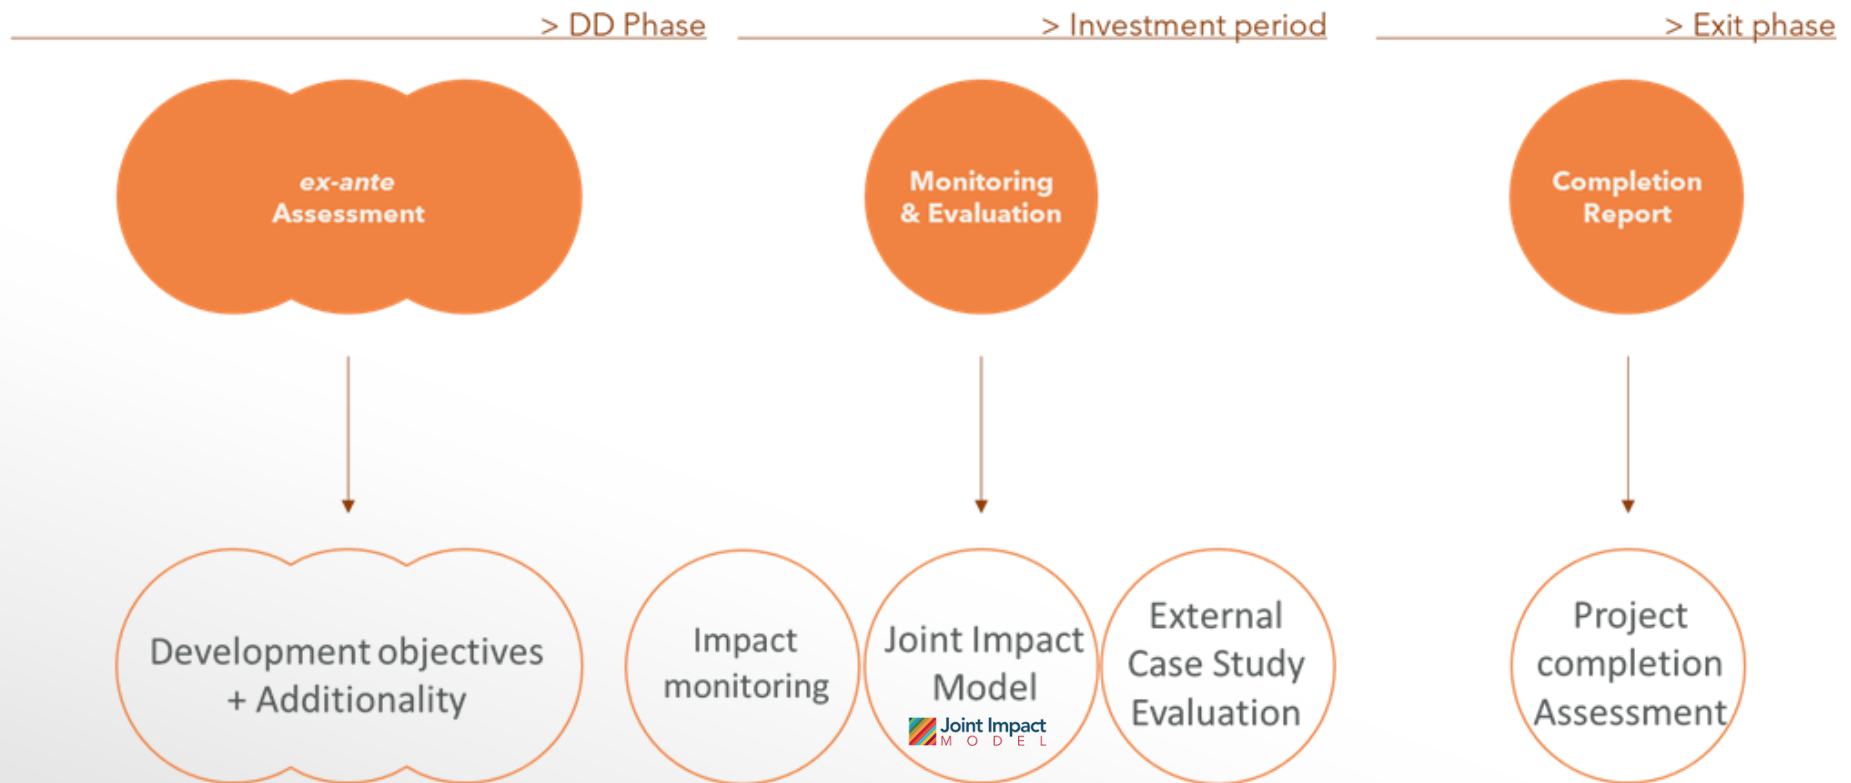 > DD Phase
> Investment period
> Exit phase
ex-ante
Assessment
Monitoring
& Evaluation
Completion
Report
Development objectives
+ Additionality
Impact
monitoring
Joint Impact
Model
Joint Impact
MODEL
External
Case Study
Evaluation
Project
completion
Assessment